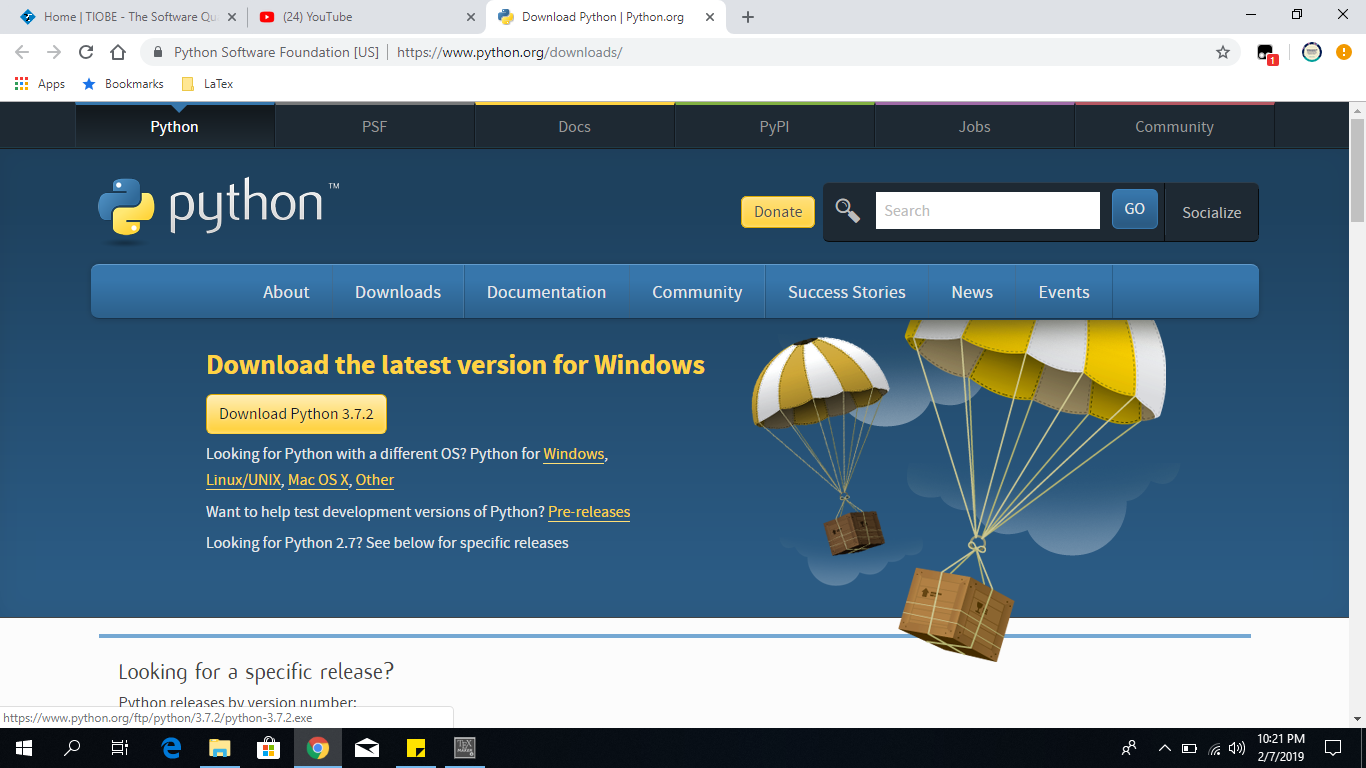 Home | TIOBE - The Software Qu
(24) YouTube
Download Python | Python.org
Python Software Foundation [US]
https://www.python.org/downloads/
1
Apps
Bookmarks
LaTex
Python
PSF
Docs
PyPI
Jobs
Community
python™
Donate
Search
GO
Socialize
About
Downloads
Documentation
Community
Success Stories
News
Events
Download the latest version for Windows
Download Python 3.7.2
Looking for Python with a different OS? Python for Windows,
Linux/UNIX, Mac OS X, Other
Want to help test development versions of Python? Pre-releases
Looking for Python 2.7? See below for specific releases
Looking for a specific release?
Python releases by version number:
https://www.python.org/ftp/python/3.7.2/python-3.7.2.exe
10:21 PM
2/7/2019